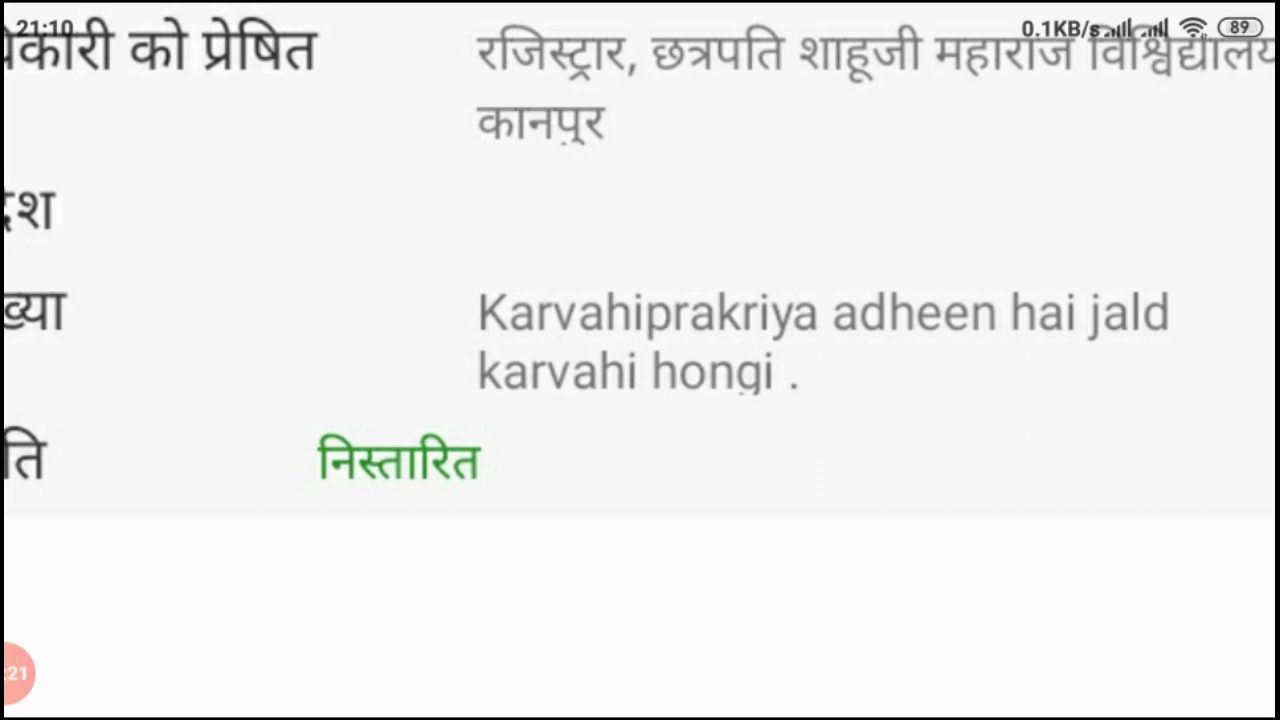 21:10 0.1KB/s 89
को प्रेषित रजिस्ट्रार, छत्रपति शाहूजी महाराज
कानपुर
Karvahiprakriya adheen hai jald
karvahi hongi .
निस्तारित
:21